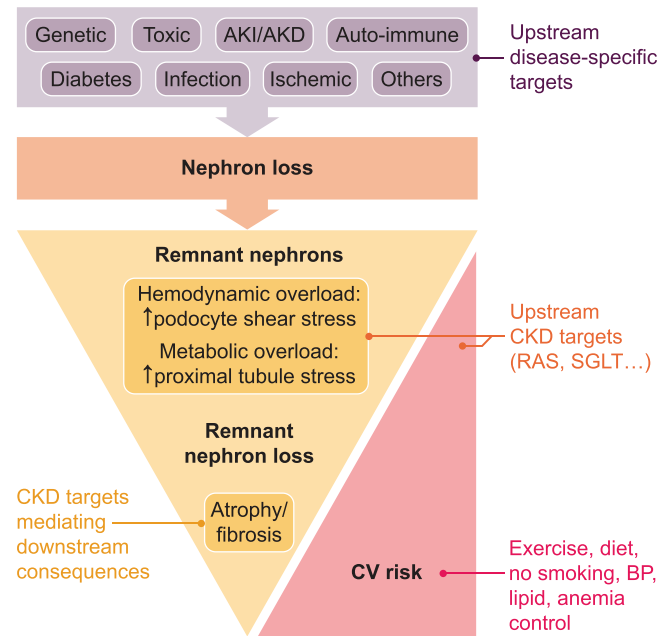 Genetic
Toxic
AKI/AKD
Auto-immune
Diabetes
Infection
Ischemic
Others
Upstream
disease-specific
targets
Nephron loss
Remnant nephrons
Hemodynamic overload:
↑podocyte shear stress
Metabolic overload:
↑proximal tubule stress
Upstream
CKD targets
(RAS, SGLT...)
Remnant
nephron loss
Atrophy/
fibrosis
CKD targets
mediating
downstream
consequences
CV risk
Exercise, diet,
no smoking, BP,
lipid, anemia
control